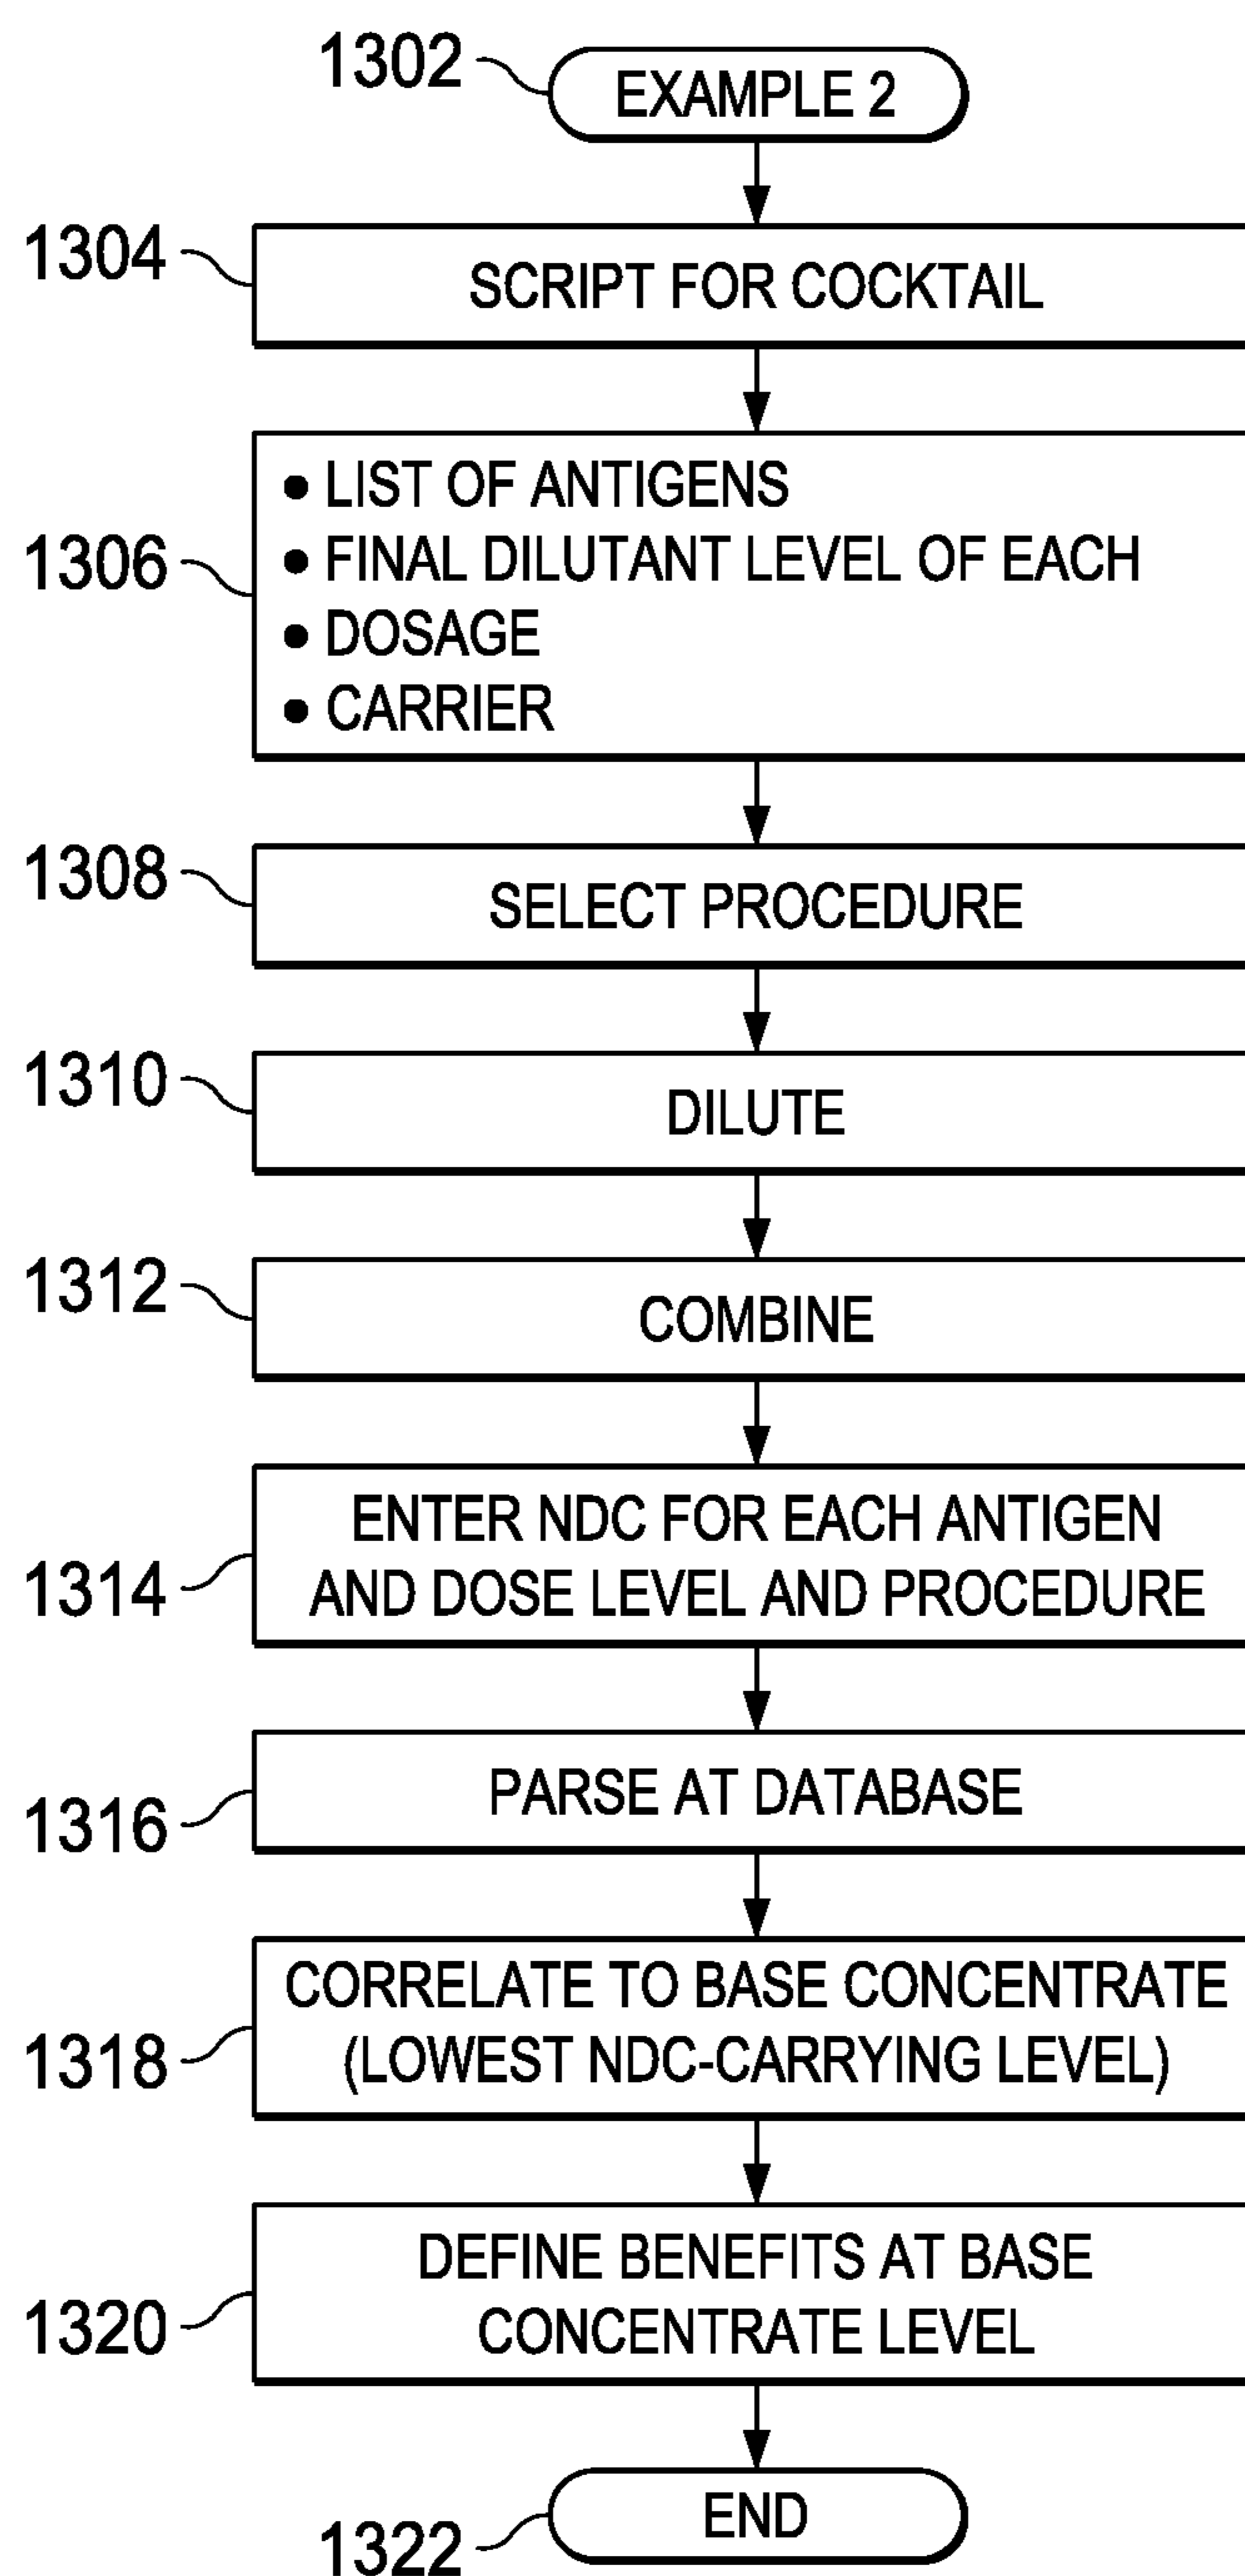 1302
EXAMPLE 2
1304
SCRIPT FOR COCKTAIL
1306
• LIST OF ANTIGENS
• FINAL DILUTANT LEVEL OF EACH
• DOSAGE
• CARRIER
1308
SELECT PROCEDURE
1310
DILUTE
1312
COMBINE
1314
ENTER NDC FOR EACH ANTIGEN
AND DOSE LEVEL AND PROCEDURE
1316
PARSE AT DATABASE
1318
CORRELATE TO BASE CONCENTRATE
(LOWEST NDC-CARRYING LEVEL)
1320
DEFINE BENEFITS AT BASE
CONCENTRATE LEVEL
1322
END